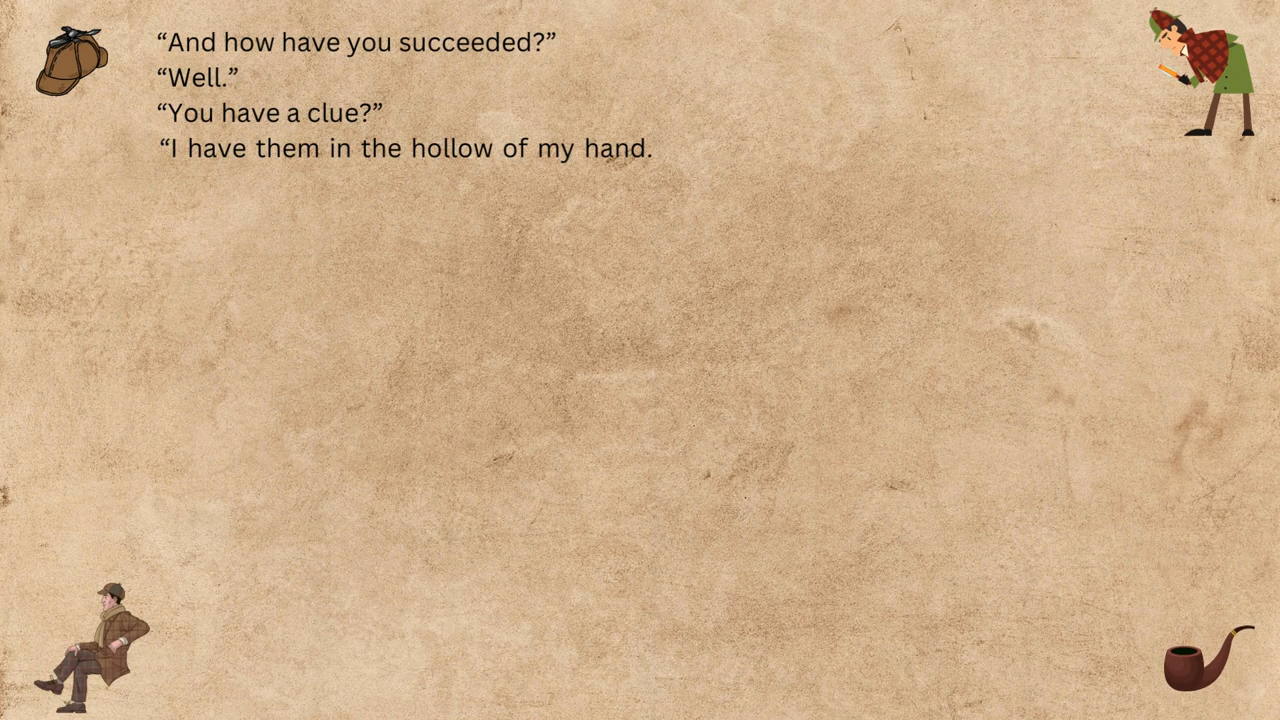 “And how have you succeeded?”
“Well.”
“You have a clue?”
“I have them in the hollow of my hand.